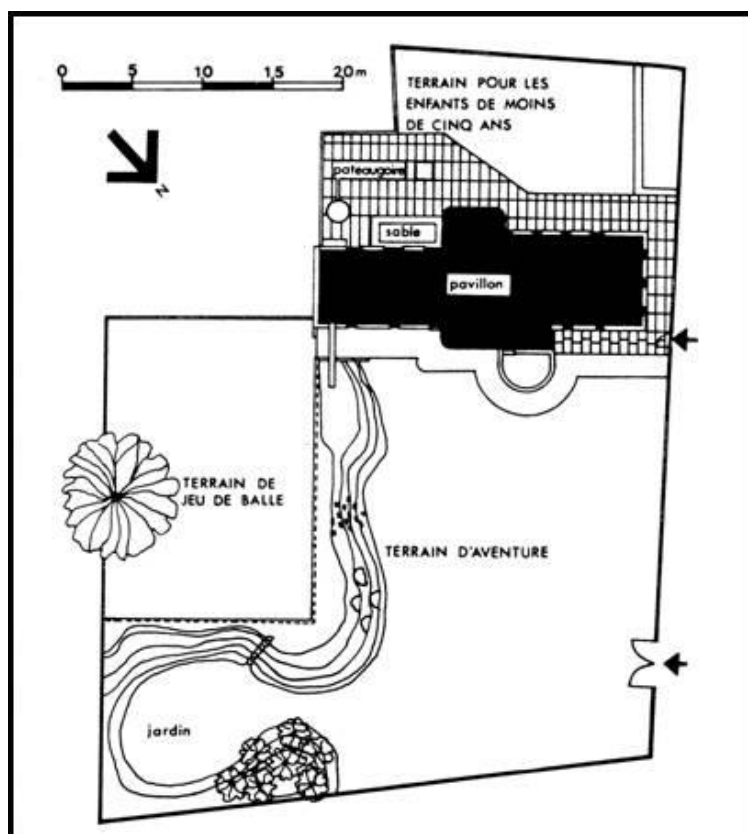 0 5 10 15 20 m
TERRAIN POUR LES
ENFANTS DE MOINS
DE CINQ ANS
N
pateaugoire
sable
pavillon
TERRAIN DE
JEU DE BALLE
TERRAIN D'AVENTURE
jardin